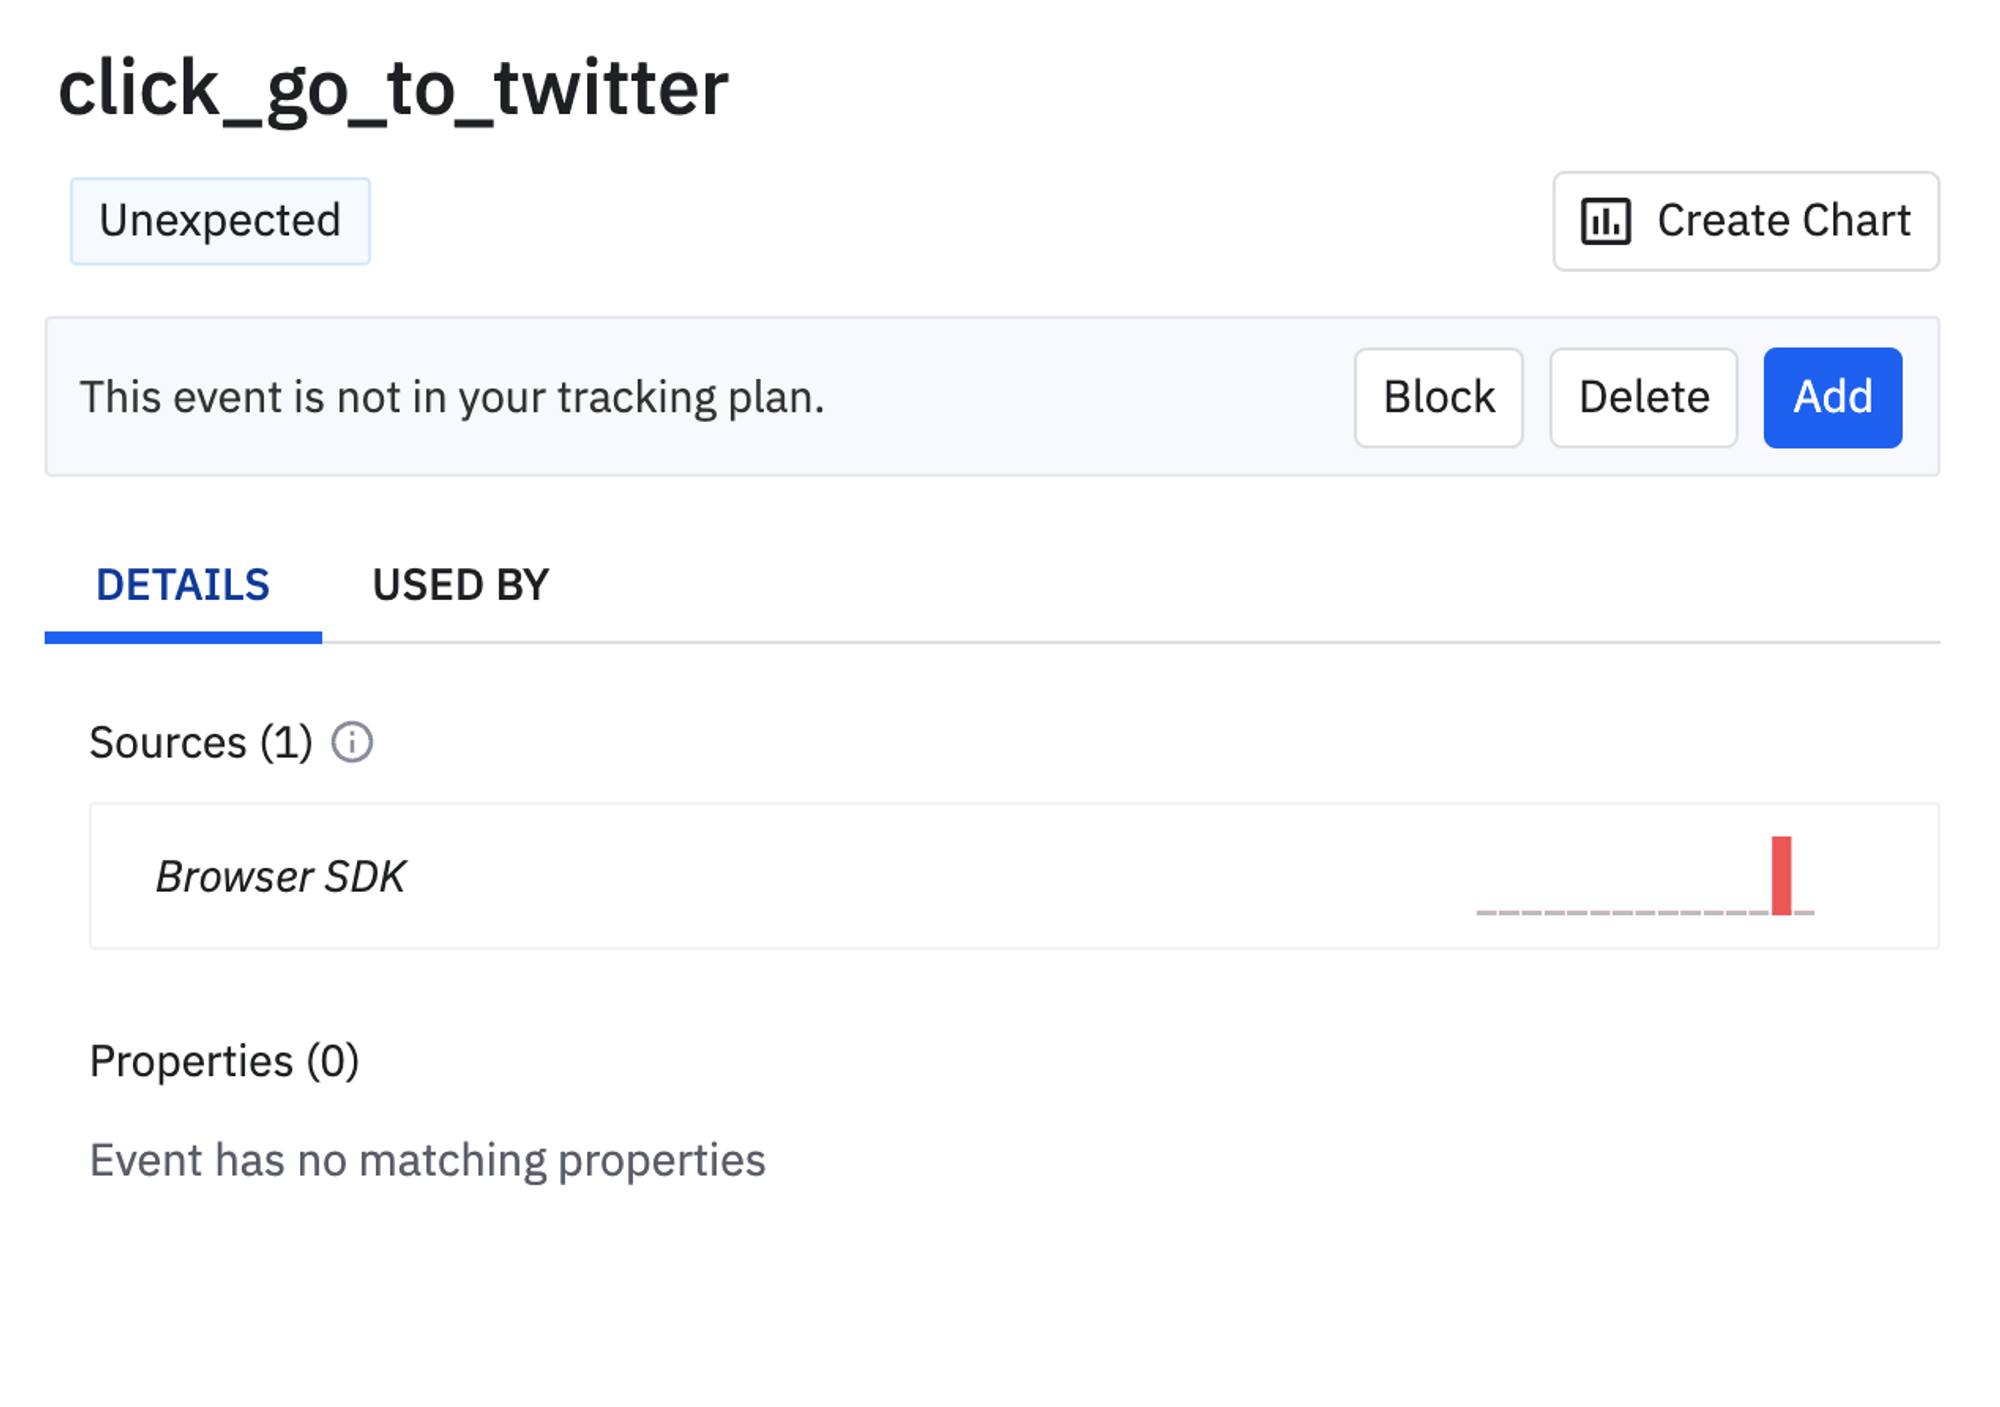 click_go_to_twitter
Unexpected
Create Chart
This event is not in your tracking plan.
Block
Delete
Add
DETAILS
USED BY
Sources (1)
Browser SDK
Properties (0)
Event has no matching properties